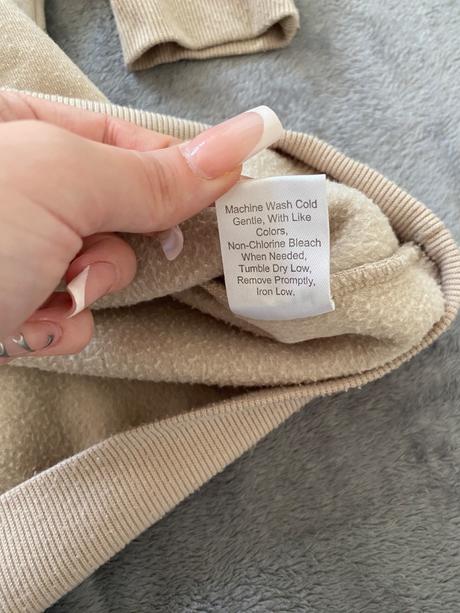 Machine Wash Cold
Gentle, With Like
Colors,
Non-Chlorine Bleach
When Needed,
Tumble Dry Low,
Remove Promptly,
Iron Low.